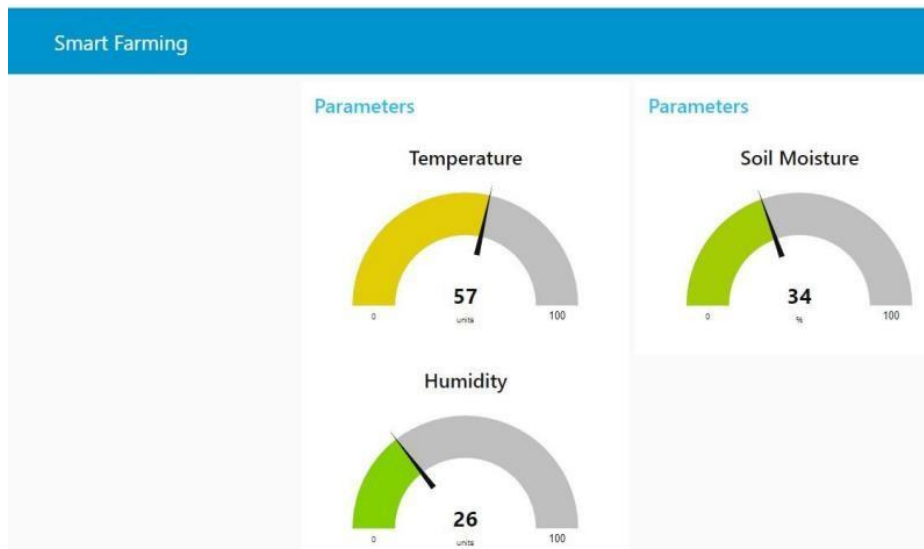 Smart Farming
Parameters
Temperature
57
units
0
100
Humidity
26
units
0
100
Parameters
Soil Moisture
34
%
0
100